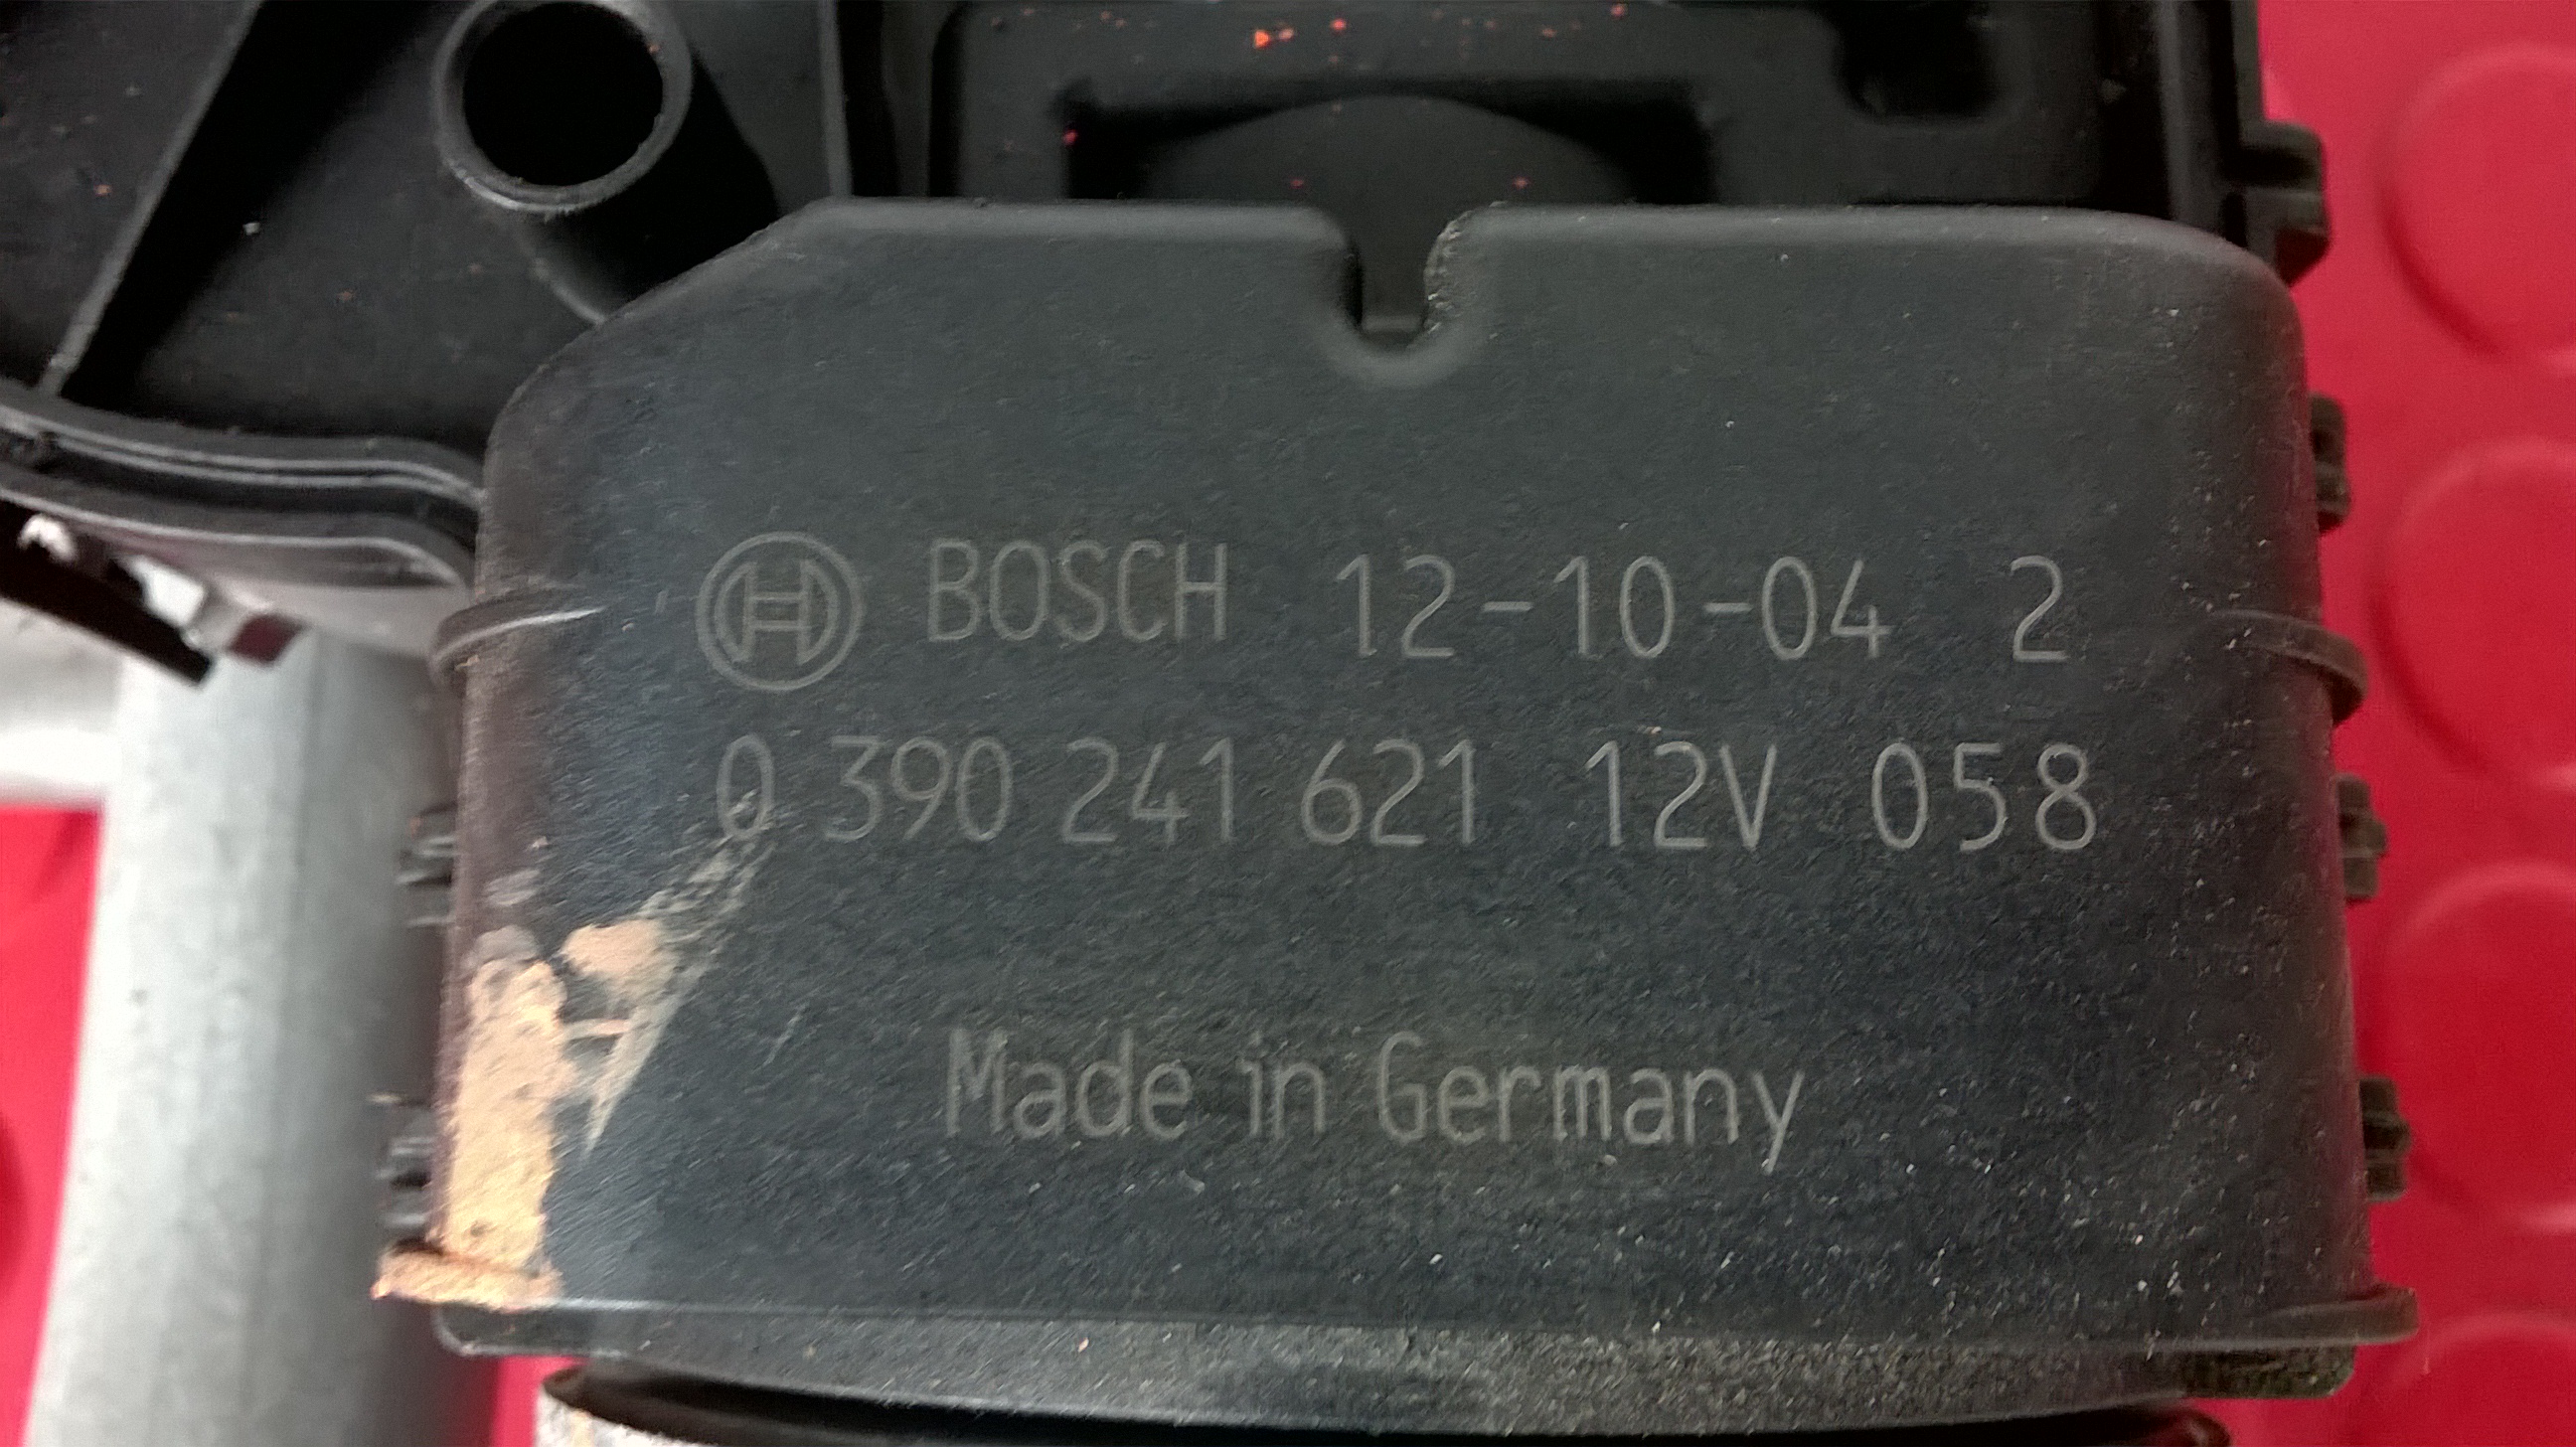 BOSCH 12-10-04 2
0 390 241 621 12V 058
Made in Germany